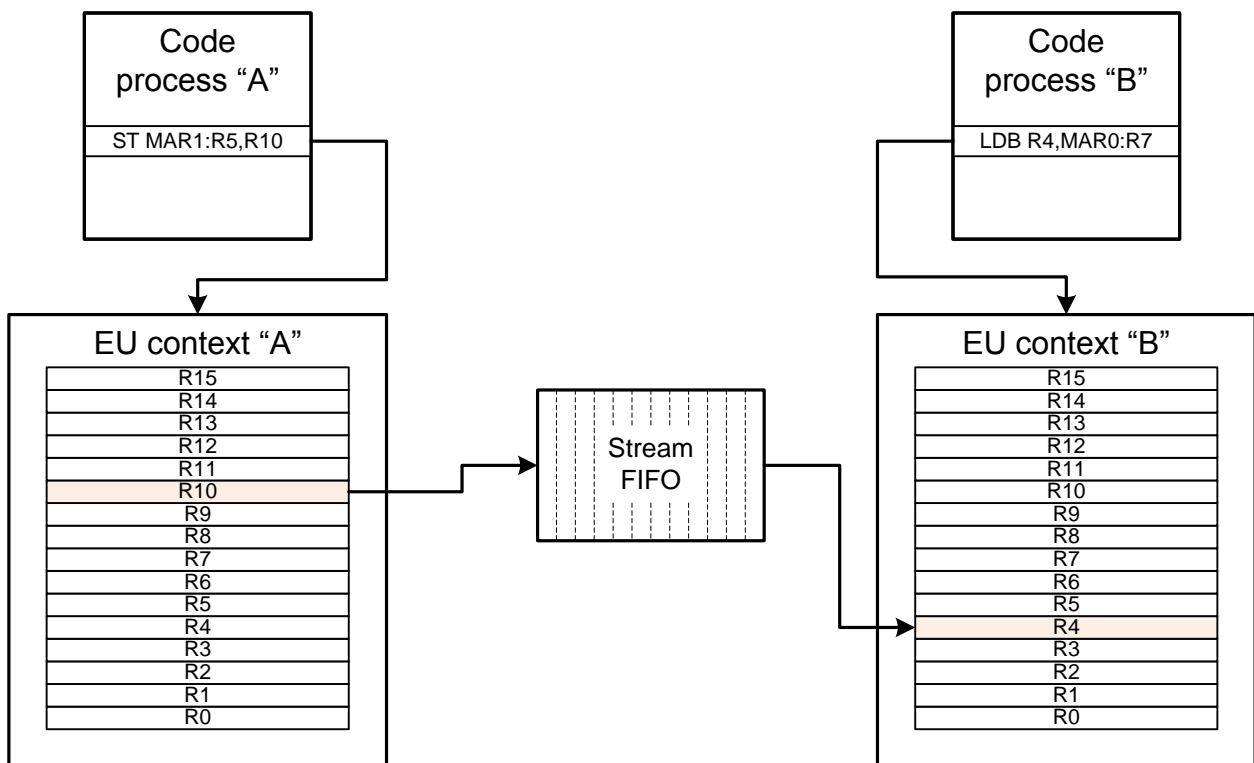 Code
process “A”
ST MAR1:R5,R10
Code
process “B”
LDB R4,MAR0:R7
EU context “A”
R15
R14
R13
R12
R11
R10
R9
R8
R7
R6
R5
R4
R3
R2
R1
R0
Stream
FIFO
EU context “B”
R15
R14
R13
R12
R11
R10
R9
R8
R7
R6
R5
R4
R3
R2
R1
R0